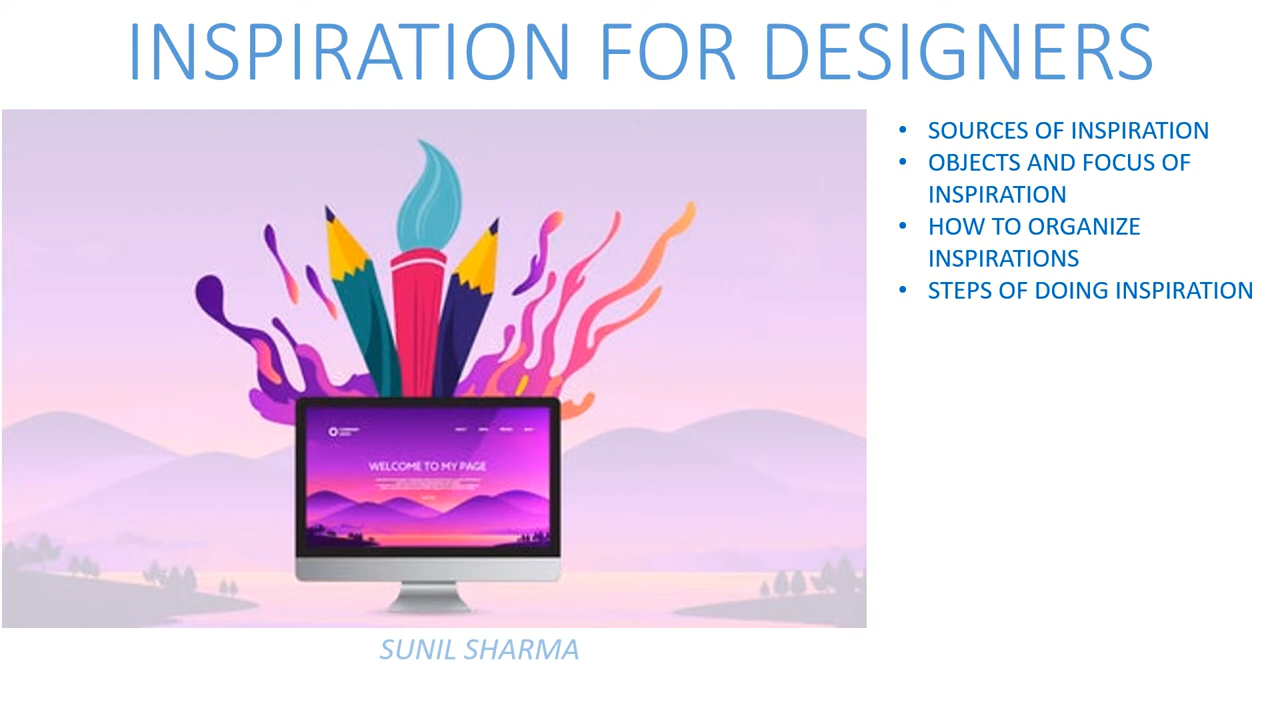 INSPIRATION FOR DESIGNERS
• SOURCES OF INSPIRATION
• OBJECTS AND FOCUS OF
INSPIRATION
• HOW TO ORGANIZE
INSPIRATIONS
• STEPS OF DOING INSPIRATION
WELCOME TO MY PAGE
SUNIL SHARMA